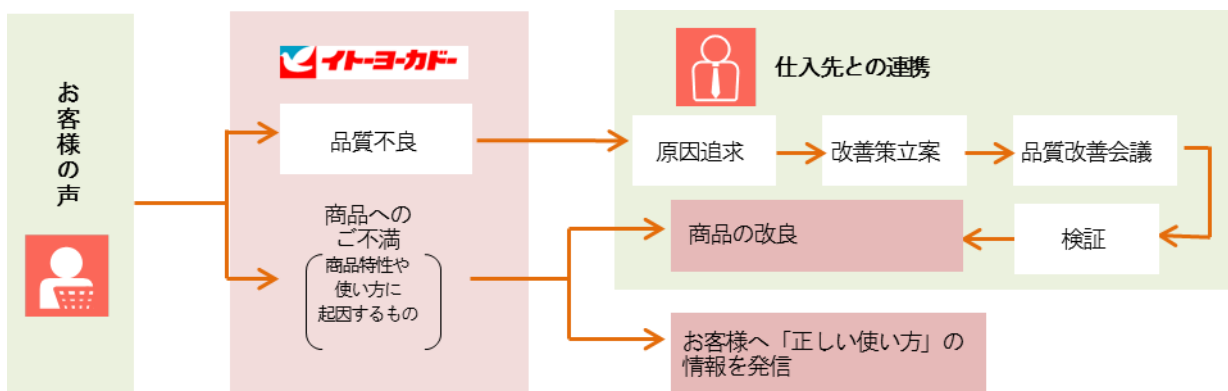 お客様の声
イトーヨーカドー
品質不良
商品への
ご不満
商品特性や
使い方に
起因するもの
仕入先との連携
原因追求
改善策立案
品質改善会議
検証
商品の改良
お客様へ「正しい使い方」の
情報を発信